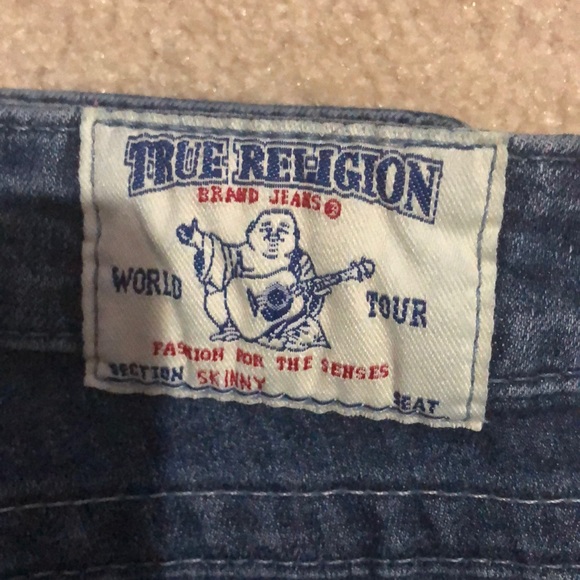 TRUE RELIGION
BRAND JEANS®
WORLD TOUR
FASHION FOR THE SENSES
SECTION SKINNY SEAT